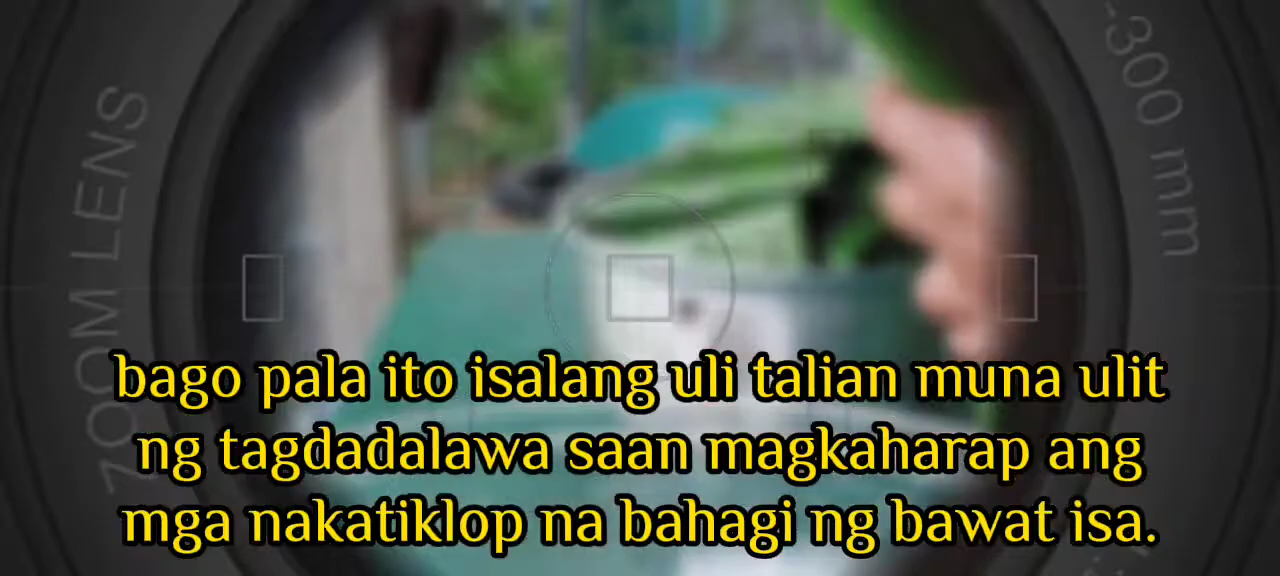 ZOOM LENS
-300 mm
bago pala ito isalang uli talian muna ulit
ng tagdadalawa saan magkaharap ang
mga nakatiklop na bahagi ng bawat isa.